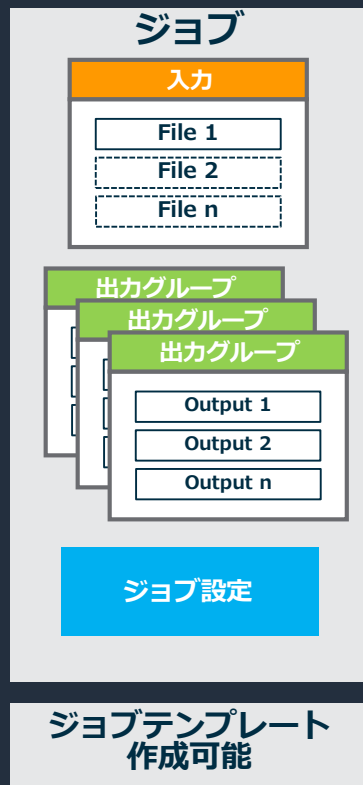 ジョブ
入力
File 1
File 2
File n
出力グループ
出力グループ
出力グループ
Output 1
Output 2
Output n
ジョブ設定
ジョブテンプレート
作成可能